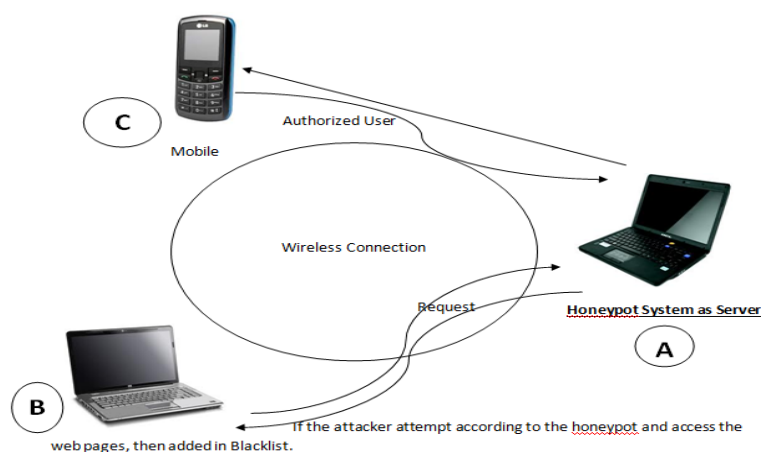 C
Authorized User
Mobile
Wireless Connection
Request
Honeypot System as Server
A
B
If the attacker attempt according to the honeypot and access the
web pages, then added in Blacklist.
LG